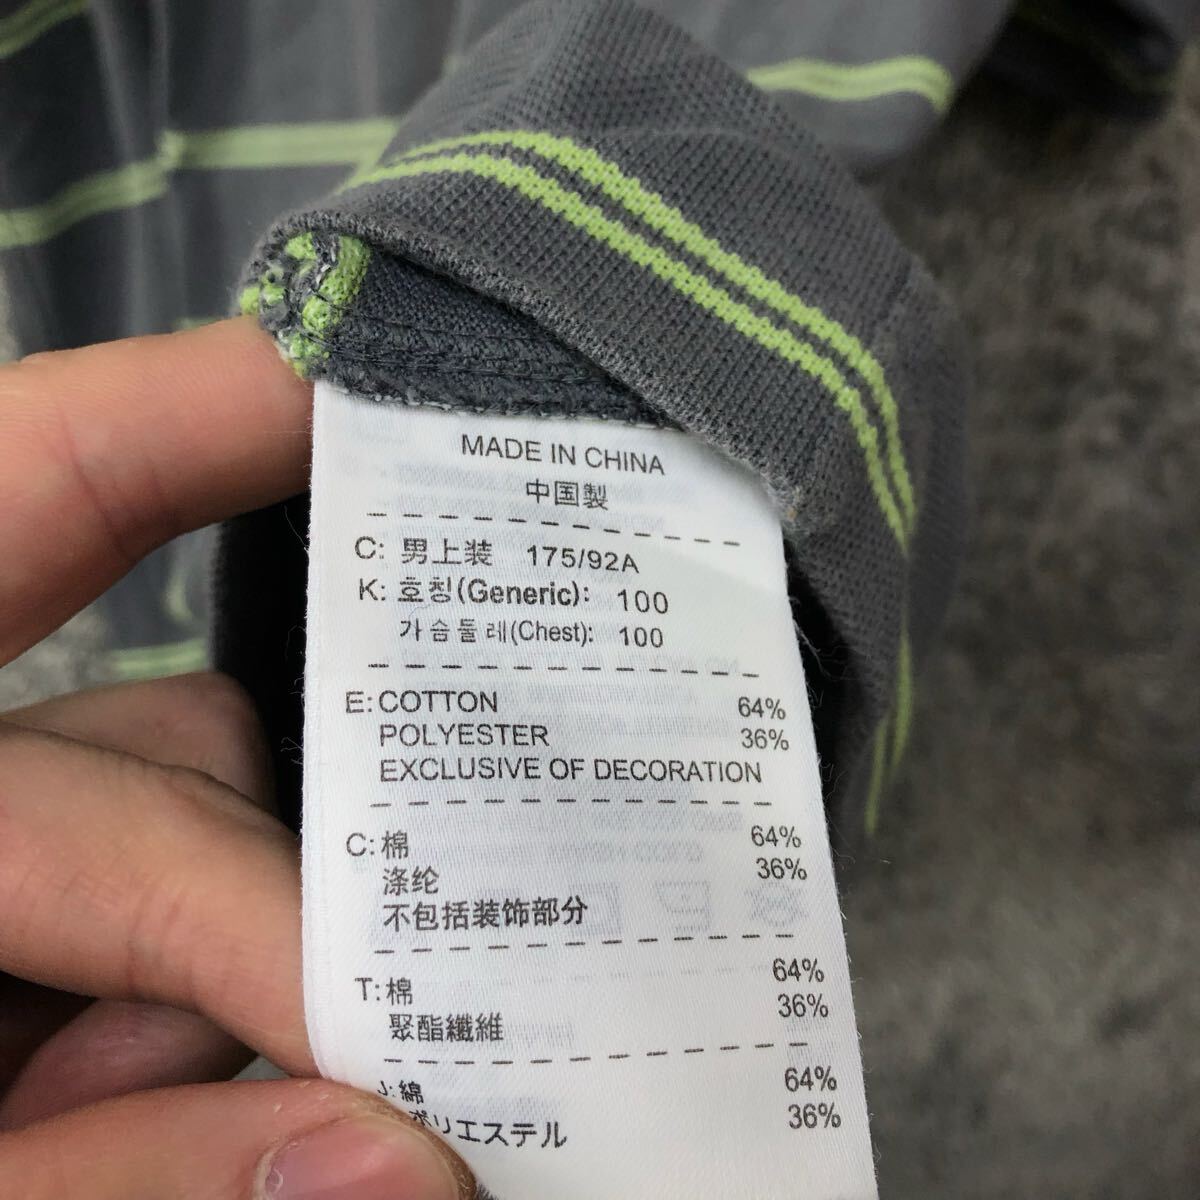 MADE IN CHINA
中国製
C: 男上装 175/92A
K: 호칭(Generic): 100
가슴둘레(Chest): 100
E: COTTON 64%
POLYESTER 36%
EXCLUSIVE OF DECORATION
C: 棉 64%
涤纶 36%
不包括装饰部分
T: 棉 64%
聚酯纖維 36%
J: 綿 64%
ポリエステル 36%